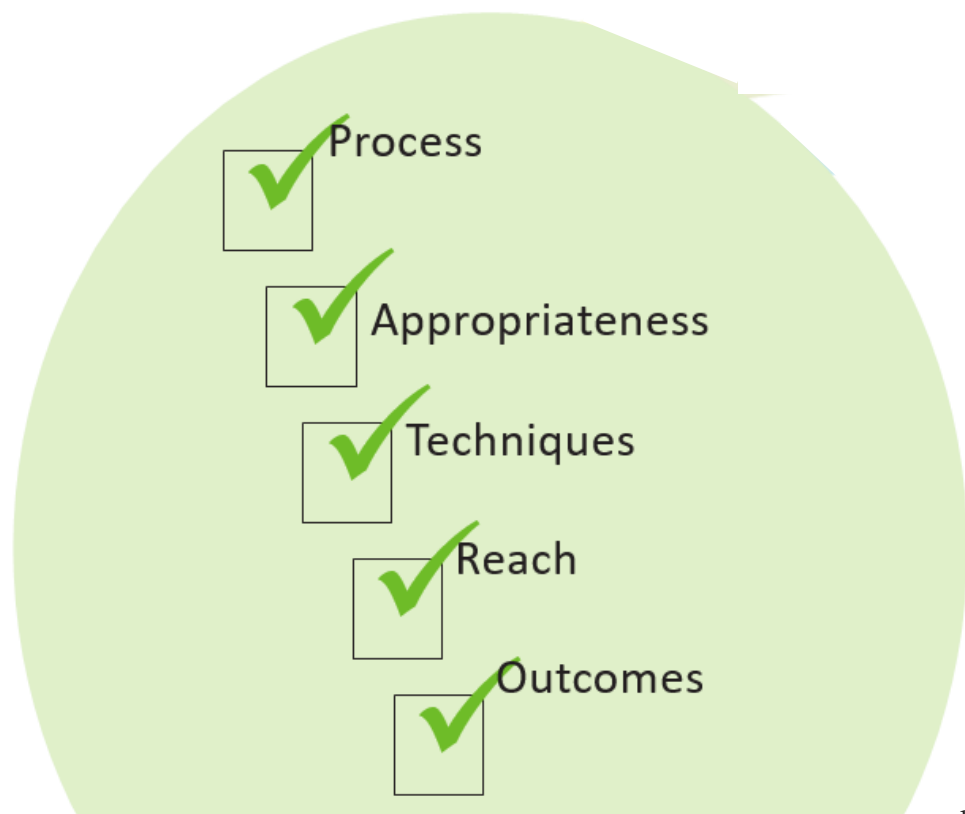 Process
Appropriateness
Techniques
Reach
Outcomes